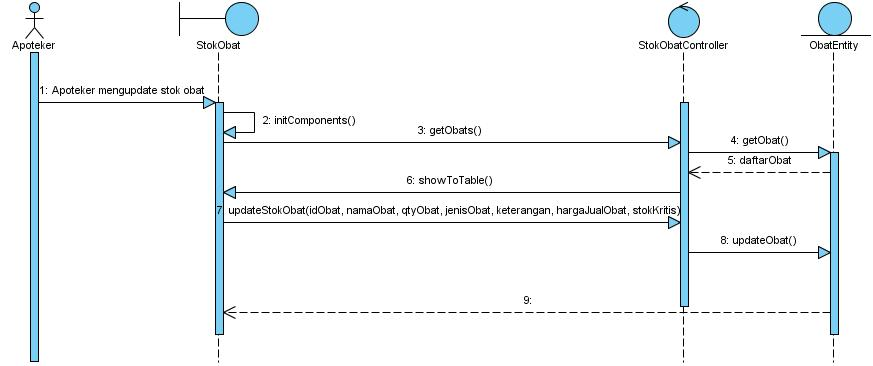 Apoteker
StokObat
StokObatController
ObatEntity
1: Apoteker mengupdate stok obat
2: initComponents()
3: getObats()
4: getObat()
5: daftarObat
6: showToTable()
7: updateStokObat(idObat, namaObat, qtyObat, jenisObat, keterangan, hargaJualObat, stokKritis)
8: updateObat()
9: